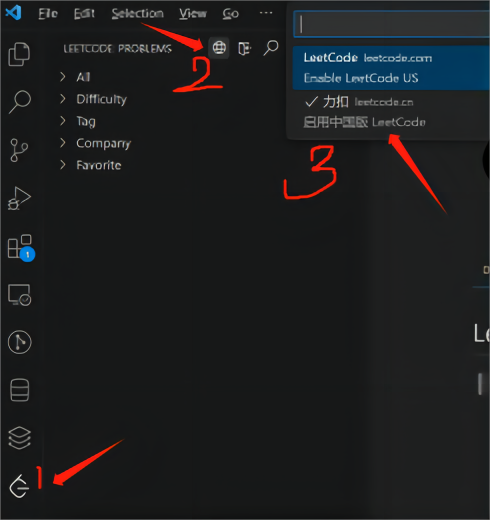 File Edit Selection View Go ...
LEETCODE: PROBLEMS
2
All
Difficulty
Tag
Company
Favorite
LeetCode leetcode.com
Enable LeetCode US
力扣 leetcode.cn
启用中国版 LeetCode
3
1
1